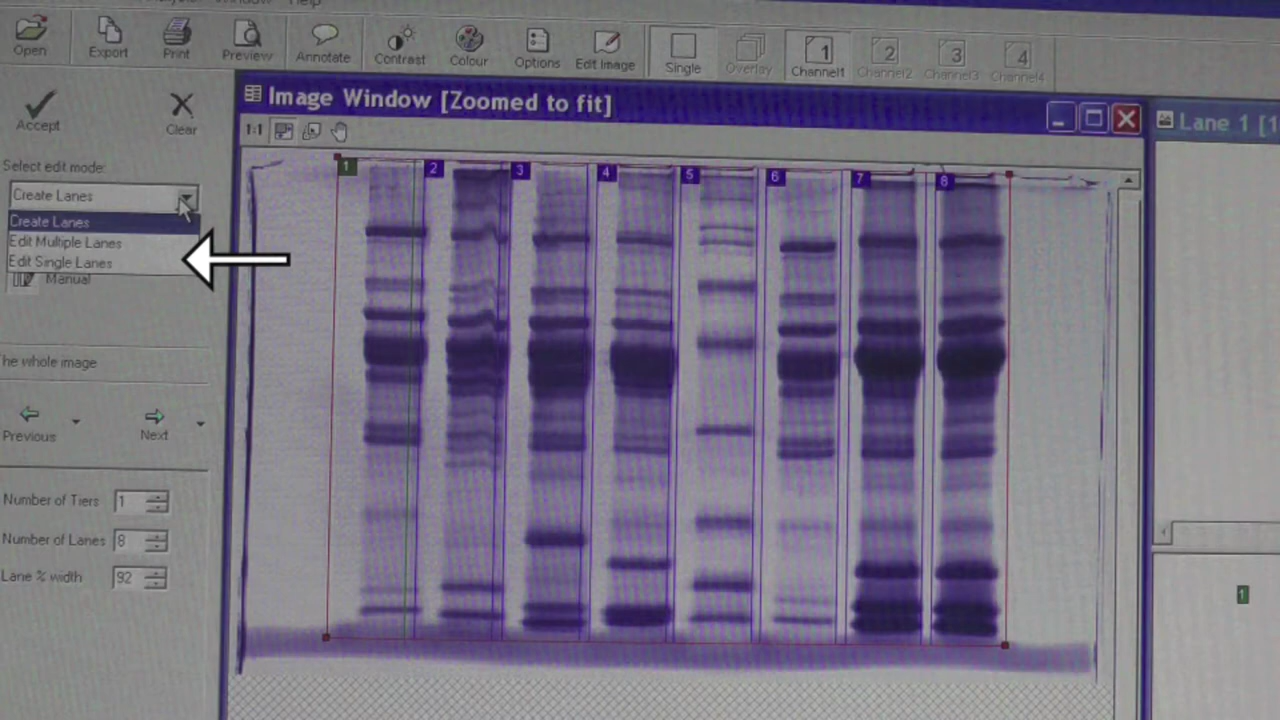 Open Export Print Preview Annotate Contrast Colour Options Edit Image Single Overlay 1 Channel1 2 Channel2 3 Channel3 4 Channel4
Accept Clear
Image Window [Zoomed to fit]
Lane 1 [1
1:1
Select edit mode:
Create Lanes
Create Lanes
Edit Multiple Lanes
Edit Single Lanes
Manual
1 2 3 4 5 6 7 8
he whole image
Previous Next
Number of Tiers 1
Number of Lanes 8
Lane % width 92
1